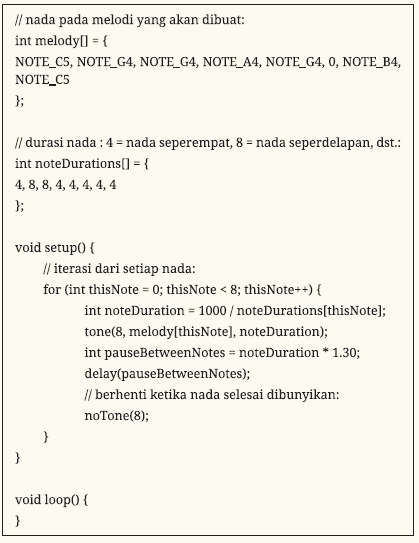 // nada pada melodi yang akan dibuat:
int melody[] = {
NOTE_C5, NOTE_G4, NOTE_G4, NOTE_A4, NOTE_G4, 0, NOTE_B4,
NOTE_C5
};
// durasi nada : 4 = nada seperempat, 8 = nada seperdelapan, dst.:
int noteDurations[] = {
4, 8, 8, 4, 4, 4, 4, 4
};
void setup() {
// iterasi dari setiap nada:
for (int thisNote = 0; thisNote < 8; thisNote++) {
int noteDuration = 1000 / noteDurations[thisNote];
tone(8, melody[thisNote], noteDuration);
int pauseBetweenNotes = noteDuration * 1.30;
delay(pauseBetweenNotes);
// berhenti ketika nada selesai dibunyikan:
noTone(8);
}
}
void loop() {
}